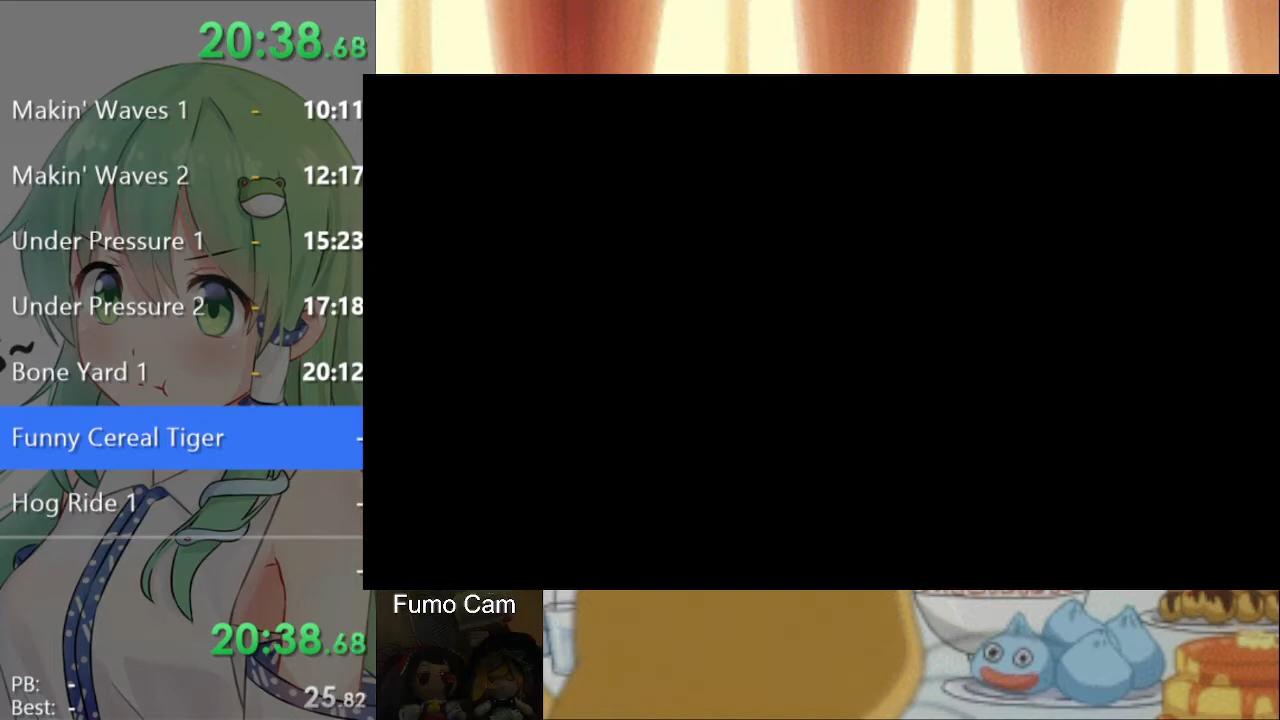 20:38.68
Makin' Waves 1 - 10:11
Makin' Waves 2 - 12:17
Under Pressure 1 - 15:23
Under Pressure 2 - 17:18
Bone Yard 1 - 20:12
Funny Cereal Tiger -
Hog Ride 1 -
-
20:38.68
PB: -
Best: - 25.82
Fumo Cam